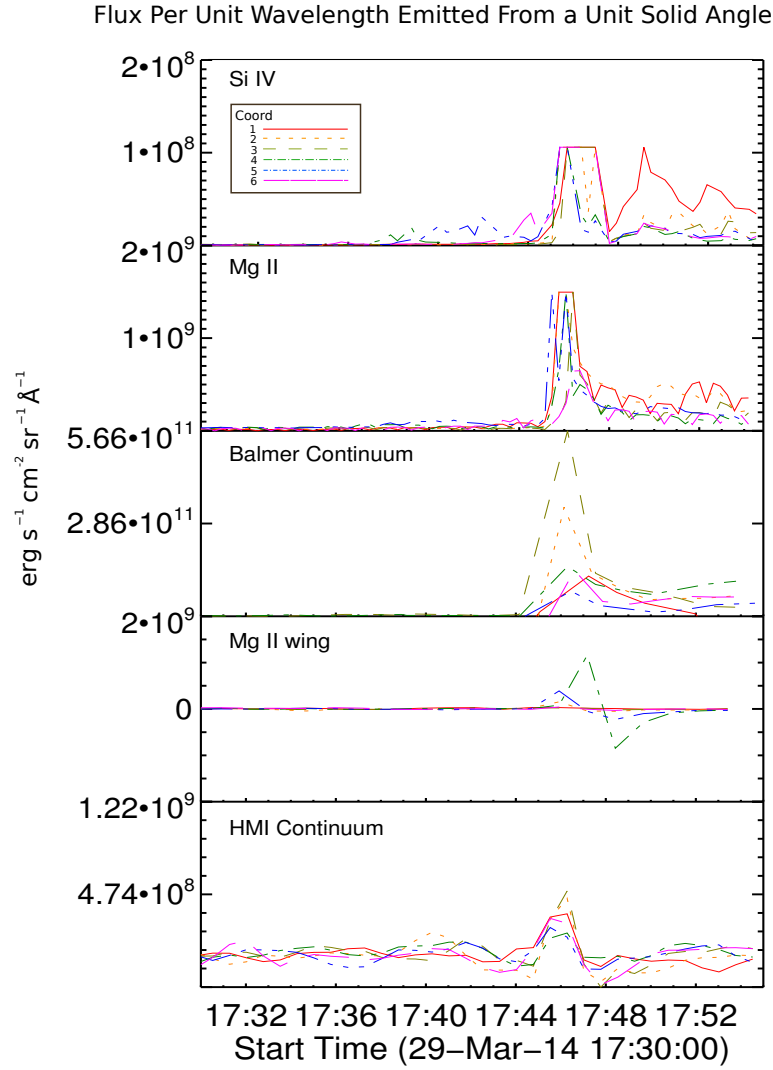 Flux Per Unit Wavelength Emitted From a Unit Solid Angle
2•10⁸
Si IV
Coord
1
2
3
4
5
6
1•10⁸
2•10⁹
Mg II
1•10⁹
5.66•10¹¹
Balmer Continuum
2.86•10¹¹
erg s⁻¹ cm⁻² sr⁻¹ Å⁻¹
2•10⁹
Mg II wing
0
1.22•10⁹
HMI Continuum
4.74•10⁸
17:32 17:36 17:40 17:44 17:48 17:52
Start Time (29−Mar−14 17:30:00)